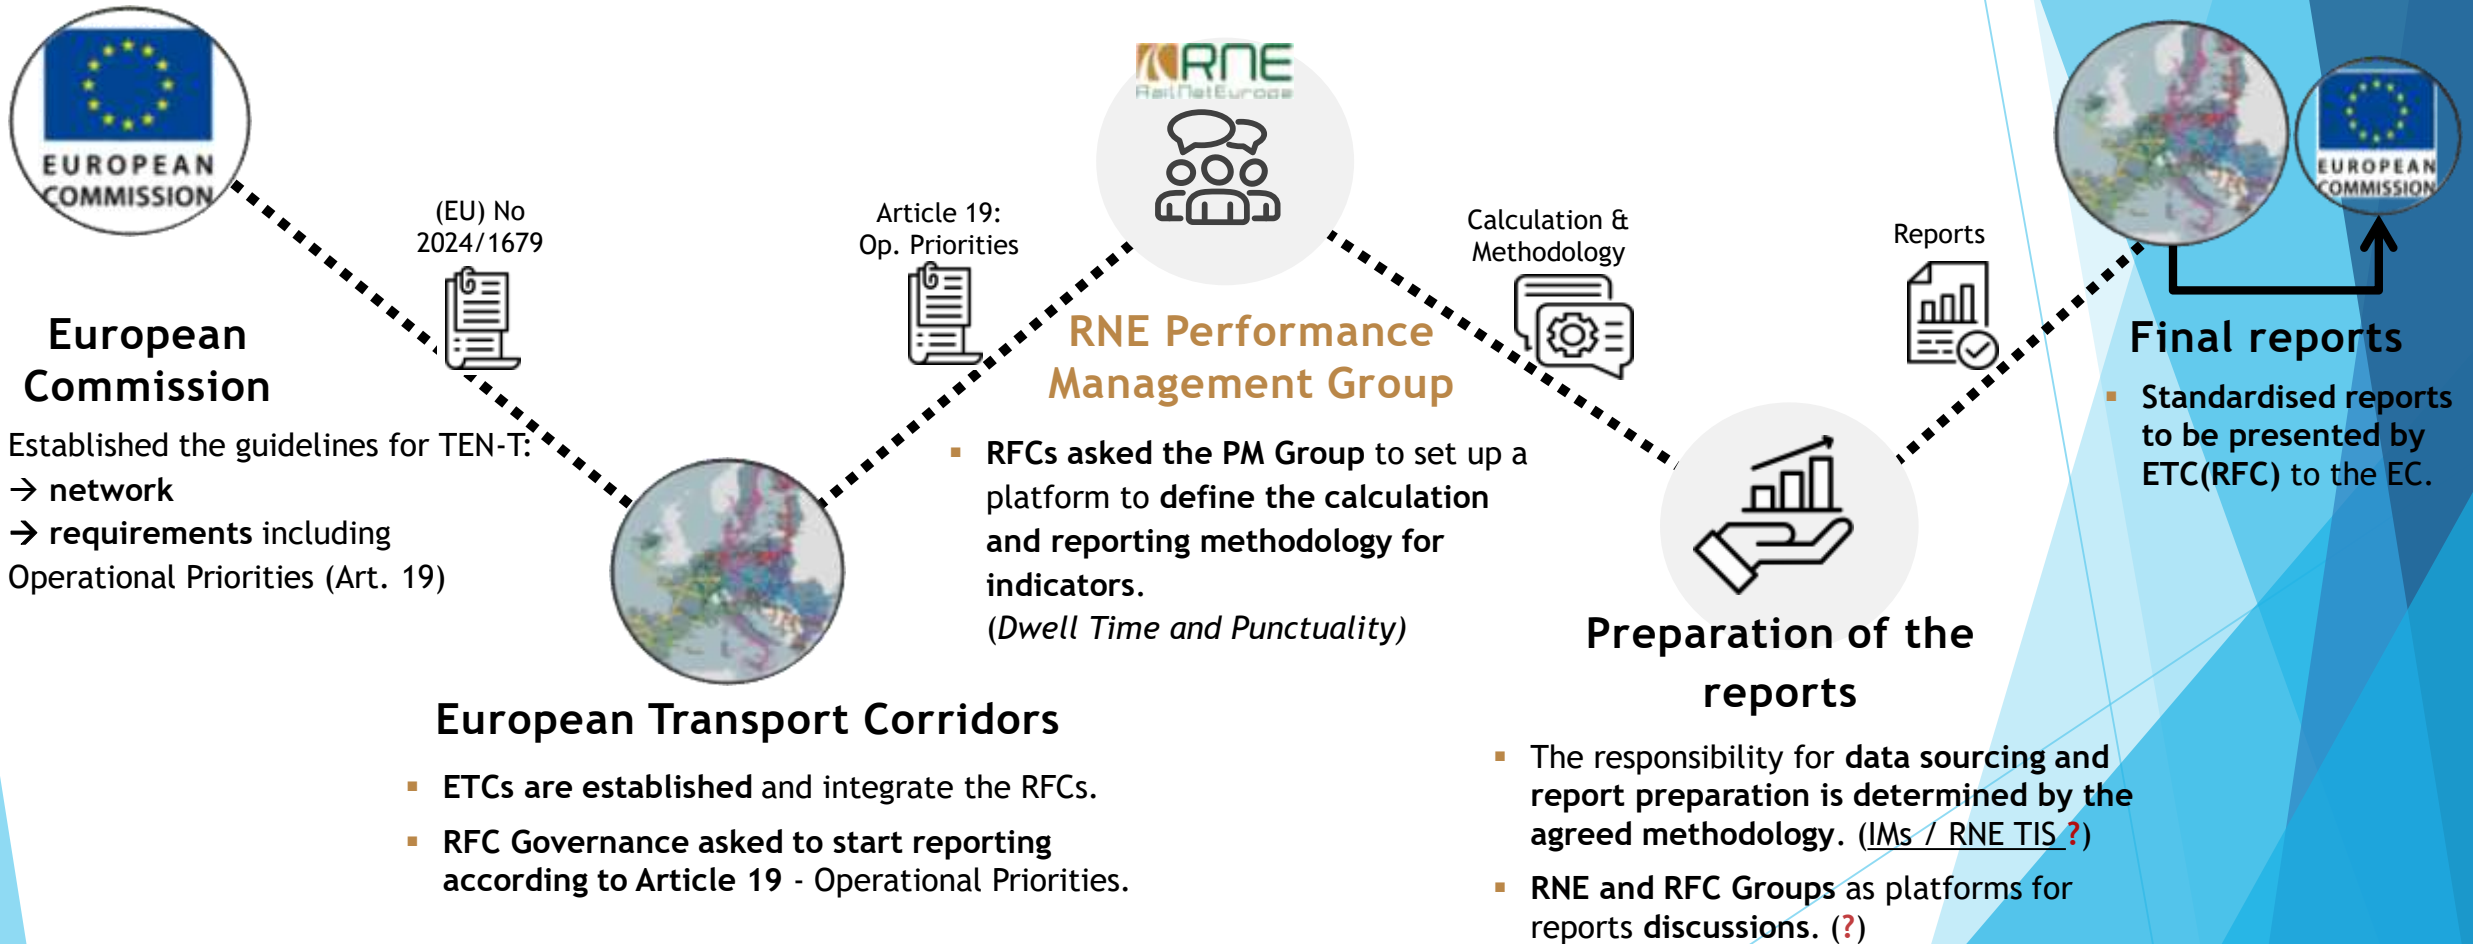 EUROPEAN
COMMISSION
(EU) No
2024/1679
European
Commission
Established the guidelines for TEN-T:
→ network
→ requirements including
Operational Priorities (Art. 19)
European Transport Corridors
▪ ETCs are established and integrate the RFCs.
▪ RFC Governance asked to start reporting
according to Article 19 - Operational Priorities.
Article 19:
Op. Priorities
RNE
RailNetEurope
RNE Performance
Management Group
▪ RFCs asked the PM Group to set up a
platform to define the calculation
and reporting methodology for
indicators.
(Dwell Time and Punctuality)
Calculation &
Methodology
Preparation of the
reports
▪ The responsibility for data sourcing and
report preparation is determined by the
agreed methodology. (IMs / RNE TIS ?)
▪ RNE and RFC Groups as platforms for
reports discussions. (?)
Reports
EUROPEAN
COMMISSION
Final reports
▪ Standardised reports
to be presented by
ETC(RFC) to the EC.